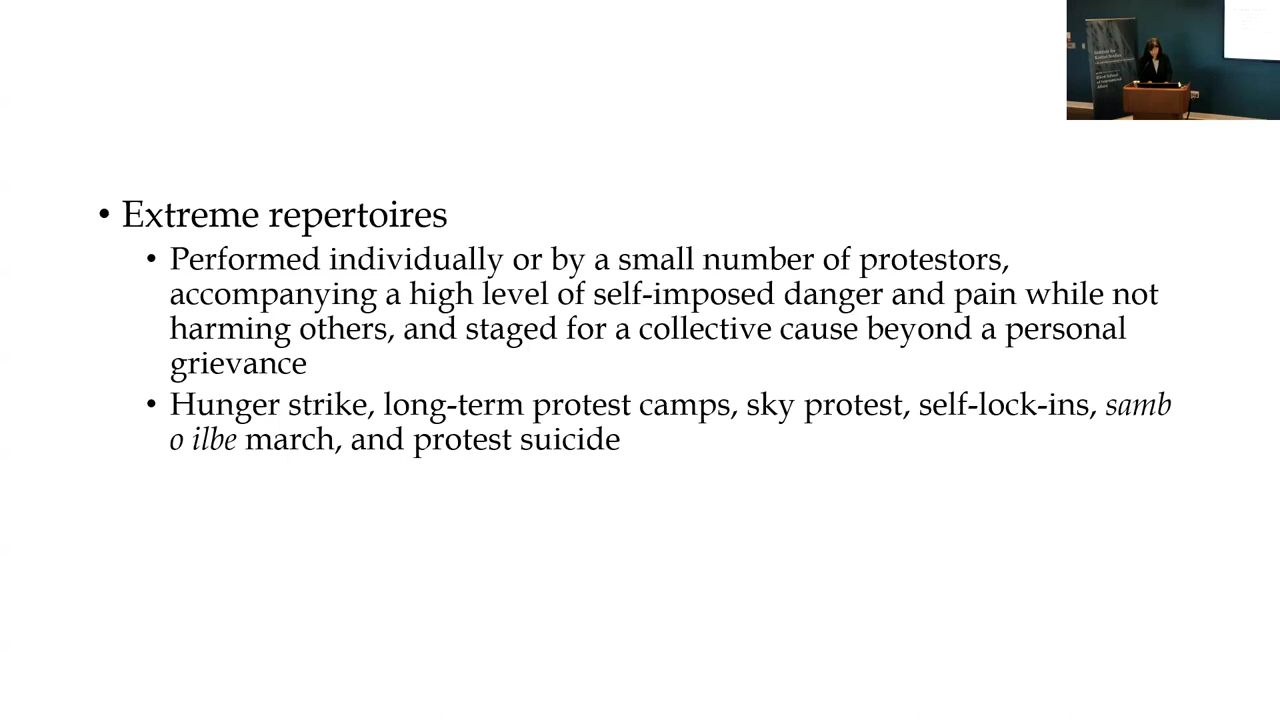 • Extreme repertoires
• Performed individually or by a small number of protestors,
accompanying a high level of self-imposed danger and pain while not
harming others, and staged for a collective cause beyond a personal
grievance
• Hunger strike, long-term protest camps, sky protest, self-lock-ins, samb
o ilbe march, and protest suicide